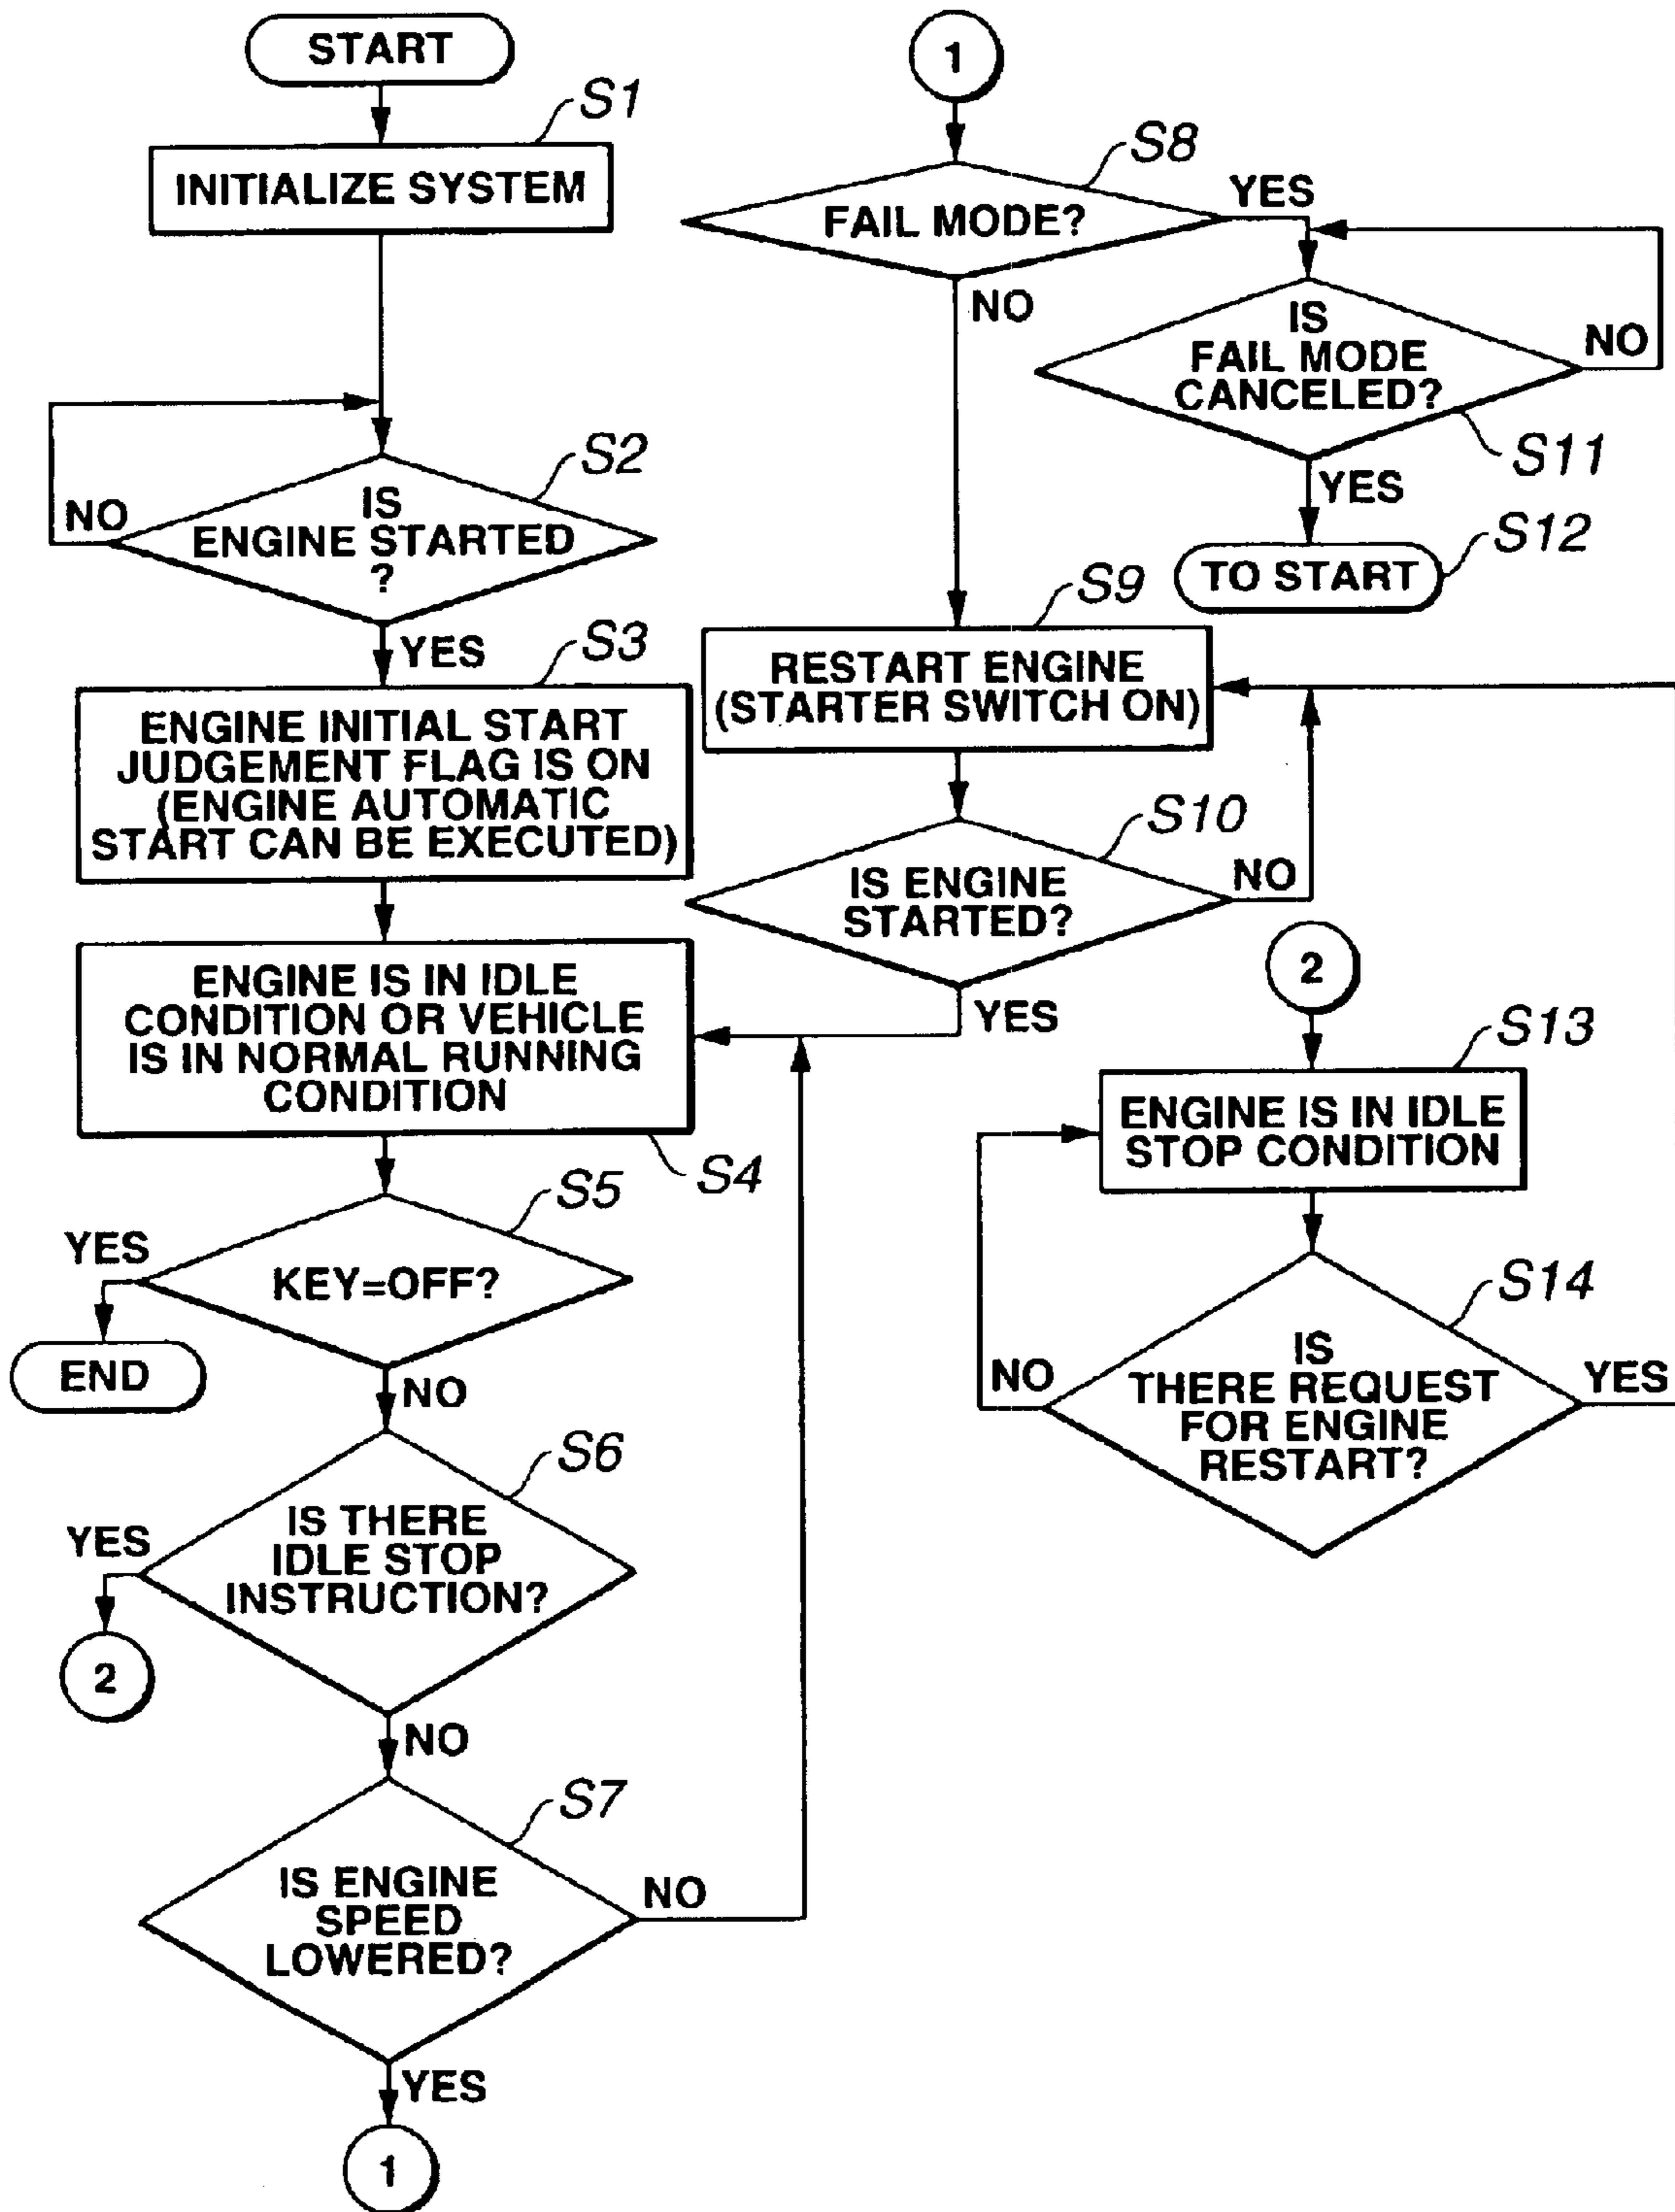 START
S1
INITIALIZE SYSTEM
S2
IS
ENGINE STARTED
?
NO
YES
S3
ENGINE INITIAL START
JUDGEMENT FLAG IS ON
(ENGINE AUTOMATIC
START CAN BE EXECUTED)
ENGINE IS IN IDLE
CONDITION OR VEHICLE
IS IN NORMAL RUNNING
CONDITION
S4
S5
YES
KEY=OFF?
END
NO
S6
YES
IS THERE
IDLE STOP
INSTRUCTION?
2
NO
S7
IS ENGINE
SPEED
LOWERED?
NO
YES
1
1
S8
FAIL MODE?
YES
NO
IS
FAIL MODE
CANCELED?
NO
S11
YES
S12
TO START
S9
RESTART ENGINE
(STARTER SWITCH ON)
S10
IS ENGINE
STARTED?
NO
YES
2
S13
ENGINE IS IN IDLE
STOP CONDITION
S14
IS
THERE REQUEST
FOR ENGINE
RESTART?
NO
YES